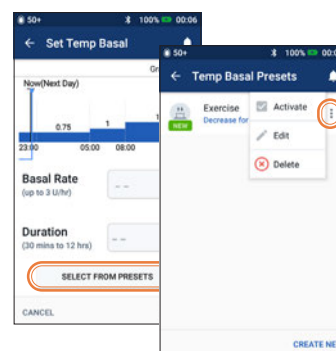 50+ 100% 00:06
Set Temp Basal
Now(Next Day)
0.75 1
23:00 05:00 08:00
Basal Rate
(up to 3 U/hr)
--
Duration
(30 mins to 12 hrs)
--
SELECT FROM PRESETS
CANCEL
50+ 100% 00:0
Temp Basal Presets
Exercise
Decrease for
NEW
Activate
Edit
Delete
CREATE NE